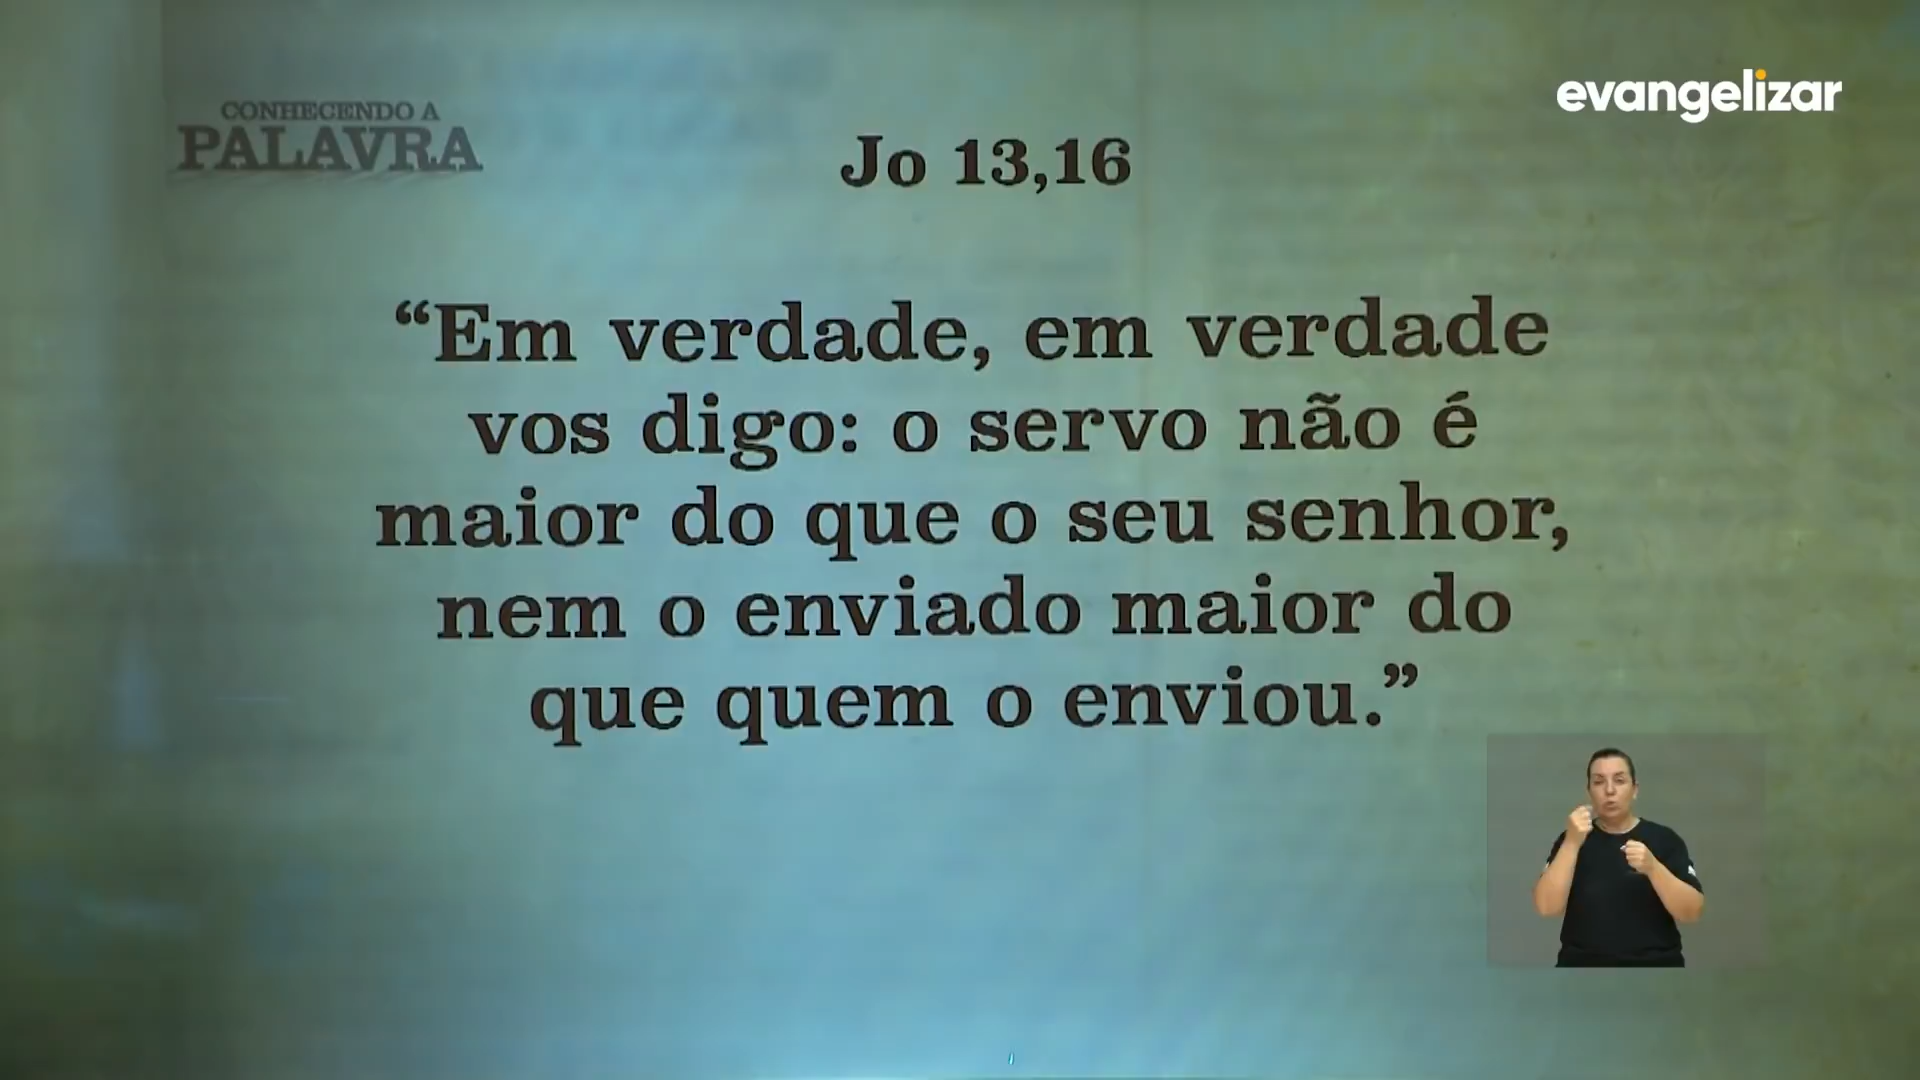 CONHECENDO A
PALAVRA
evangelizar
Jo 13,16
“Em verdade, em verdade
vos digo: o servo não é
maior do que o seu senhor,
nem o enviado maior do
que quem o enviou.”